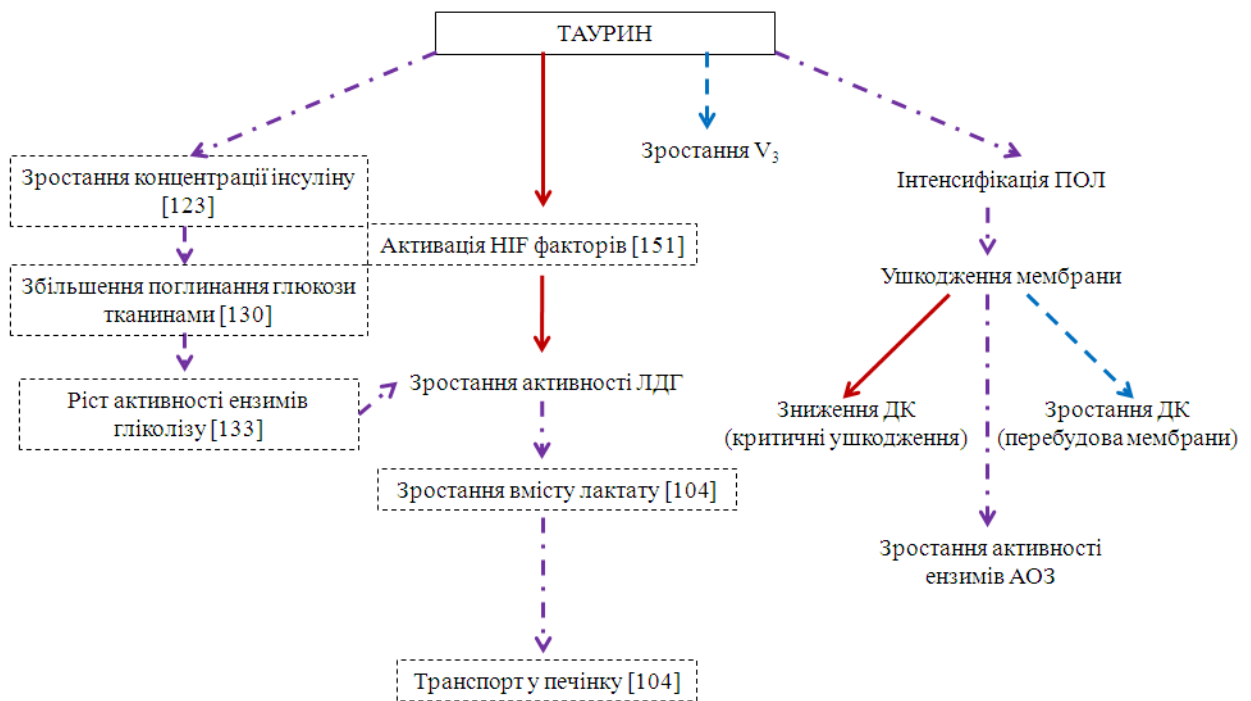 ТАУРИН
Зростання концентрації інсуліну
[123]
Збільшення поглинання глюкози
тканинами [130]
Ріст активності ензимів
гліколізу [133]
Активація HIF факторів [151]
Зростання активності ЛДГ
Зростання вмісту лактату [104]
Транспорт у печінку [104]
Зростання V₃
Інтенсифікація ПОЛ
Ушкодження мембрани
Зниження ДК
(критичні ушкодження)
Зростання ДК
(перебудова мембрани)
Зростання активності
ензимів АОЗ